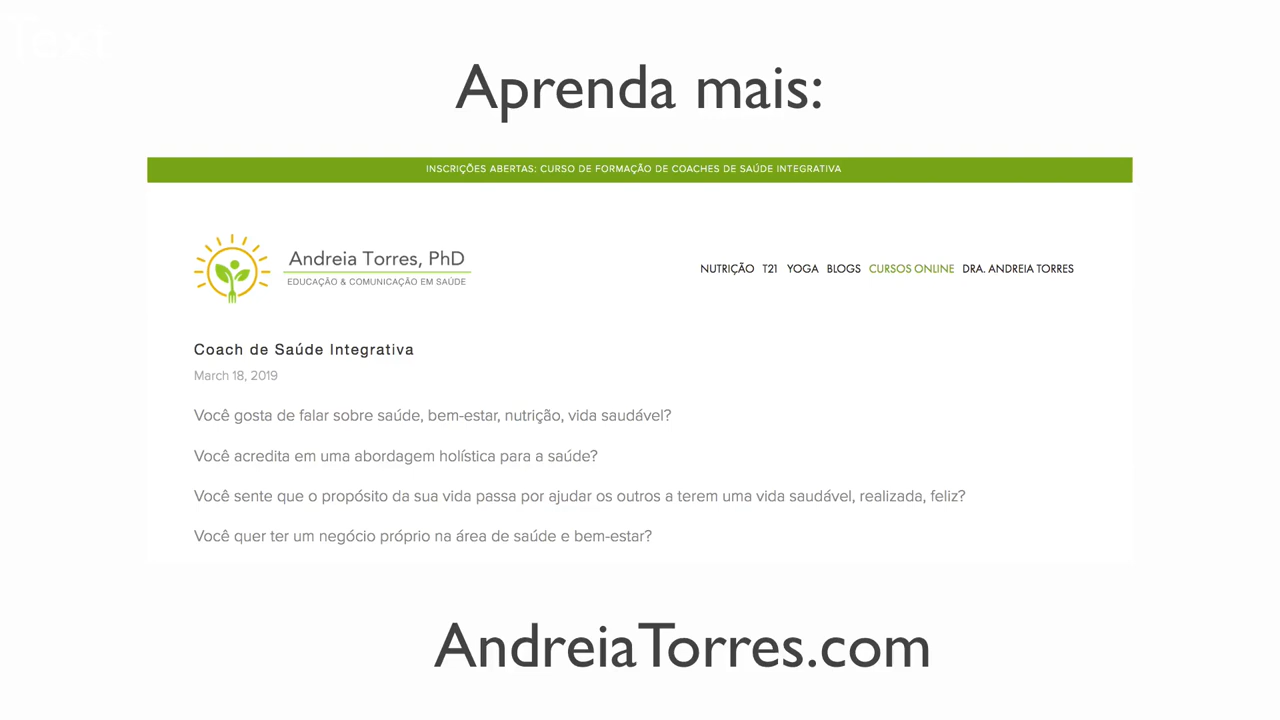 Text
Aprenda mais:
INSCRIÇÕES ABERTAS: CURSO DE FORMAÇÃO DE COACHES DE SAÚDE INTEGRATIVA
Andreia Torres, PhD
EDUCAÇÃO & COMUNICAÇÃO EM SAÚDE
NUTRIÇÃO T21 YOGA BLOGS CURSOS ONLINE DRA. ANDREIA TORRES
Coach de Saúde Integrativa
March 18, 2019
Você gosta de falar sobre saúde, bem-estar, nutrição, vida saudável?
Você acredita em uma abordagem holística para a saúde?
Você sente que o propósito da sua vida passa por ajudar os outros a terem uma vida saudável, realizada, feliz?
Você quer ter um negócio próprio na área de saúde e bem-estar?
AndreiaTorres.com